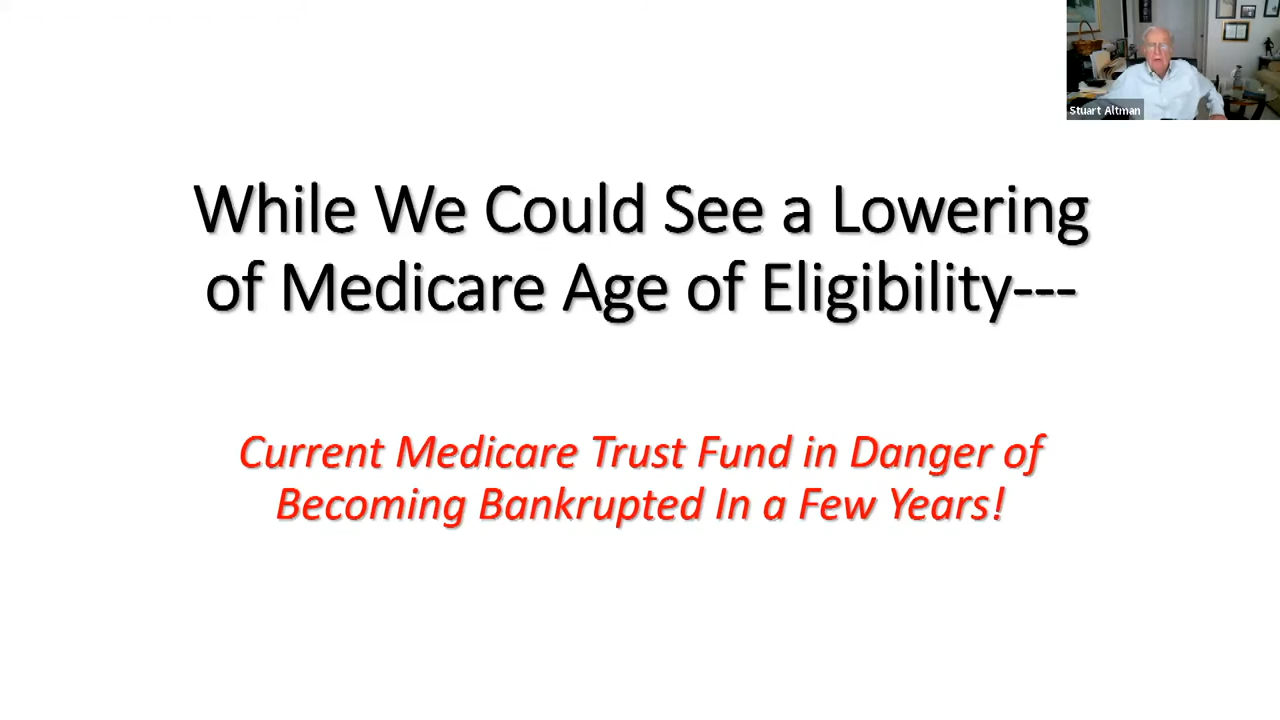 Stuart Altman
While We Could See a Lowering
of Medicare Age of Eligibility---
Current Medicare Trust Fund in Danger of
Becoming Bankrupted In a Few Years!